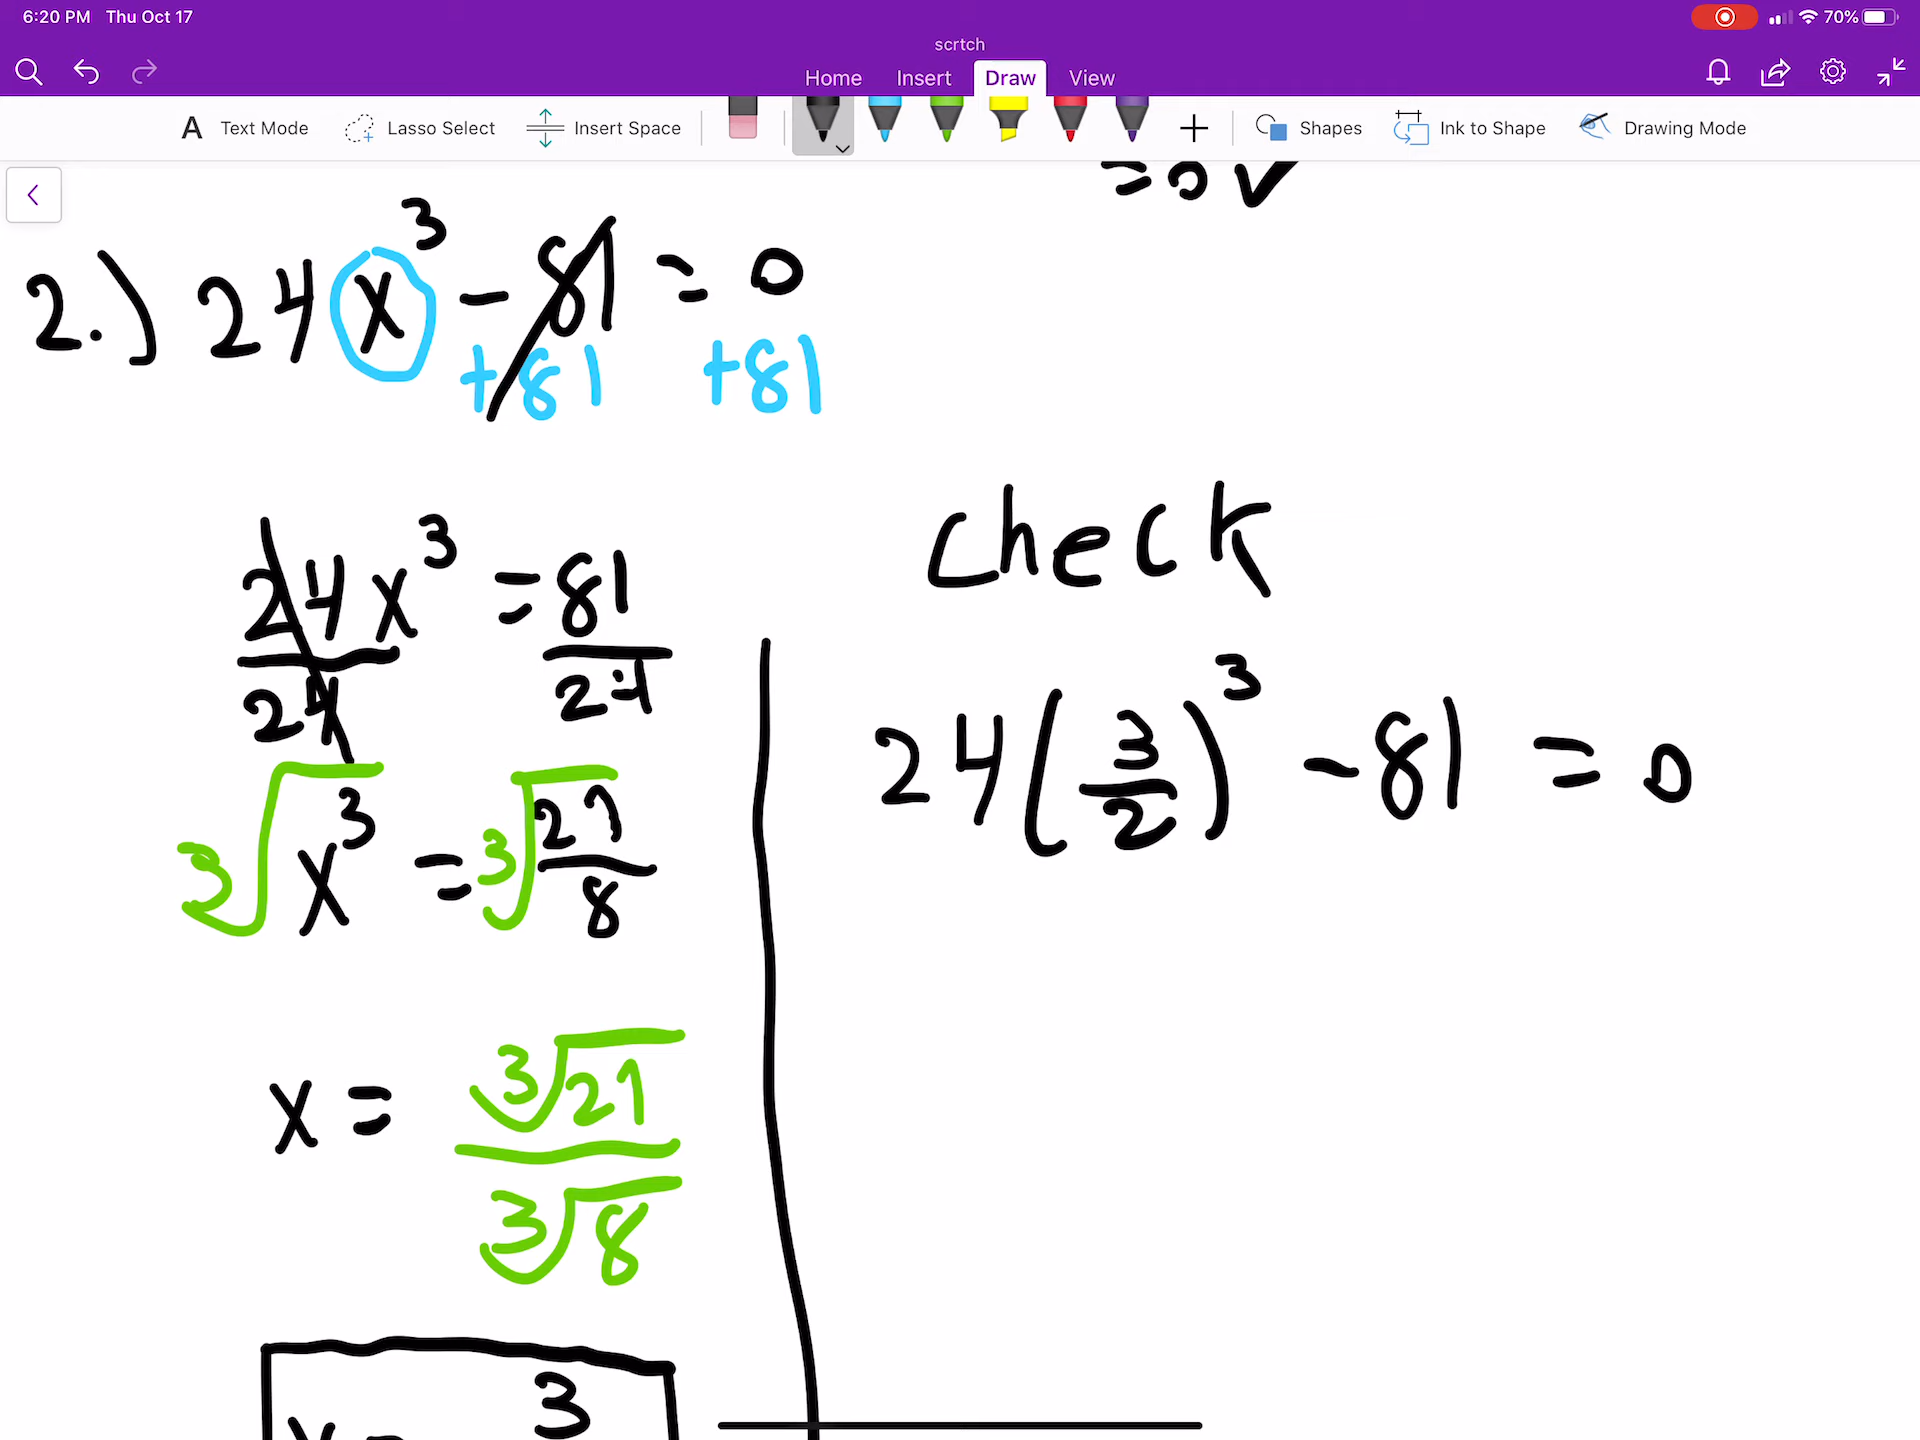 6:20 PM Thu Oct 17
70%
scrtch
Home Insert Draw View
A Text Mode Lasso Select Insert Space + Shapes Ink to Shape Drawing Mode
= 0 ✓
2.) 24x³ - 81 = 0
+81 +81
24x³ = 81
24 24
∛x³ = ∛27/8
x = ∛27/∛8
x = 3
Check
24(3/2)³ - 81 = 0